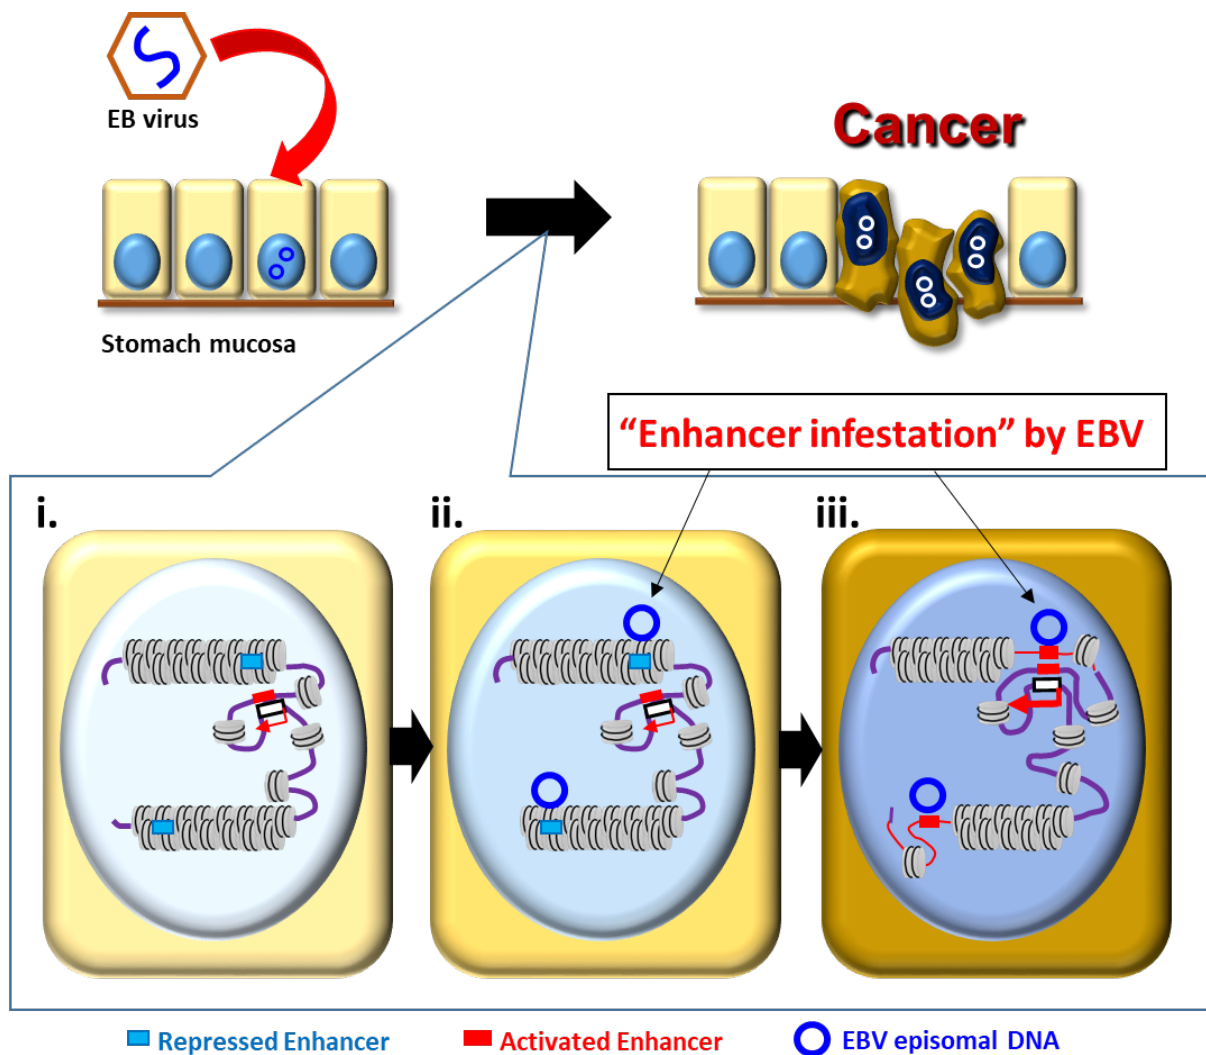 EB virus
Cancer
Stomach mucosa
“Enhancer infestation” by EBV
i.
ii.
iii.
Repressed Enhancer
Activated Enhancer
EBV episomal DNA